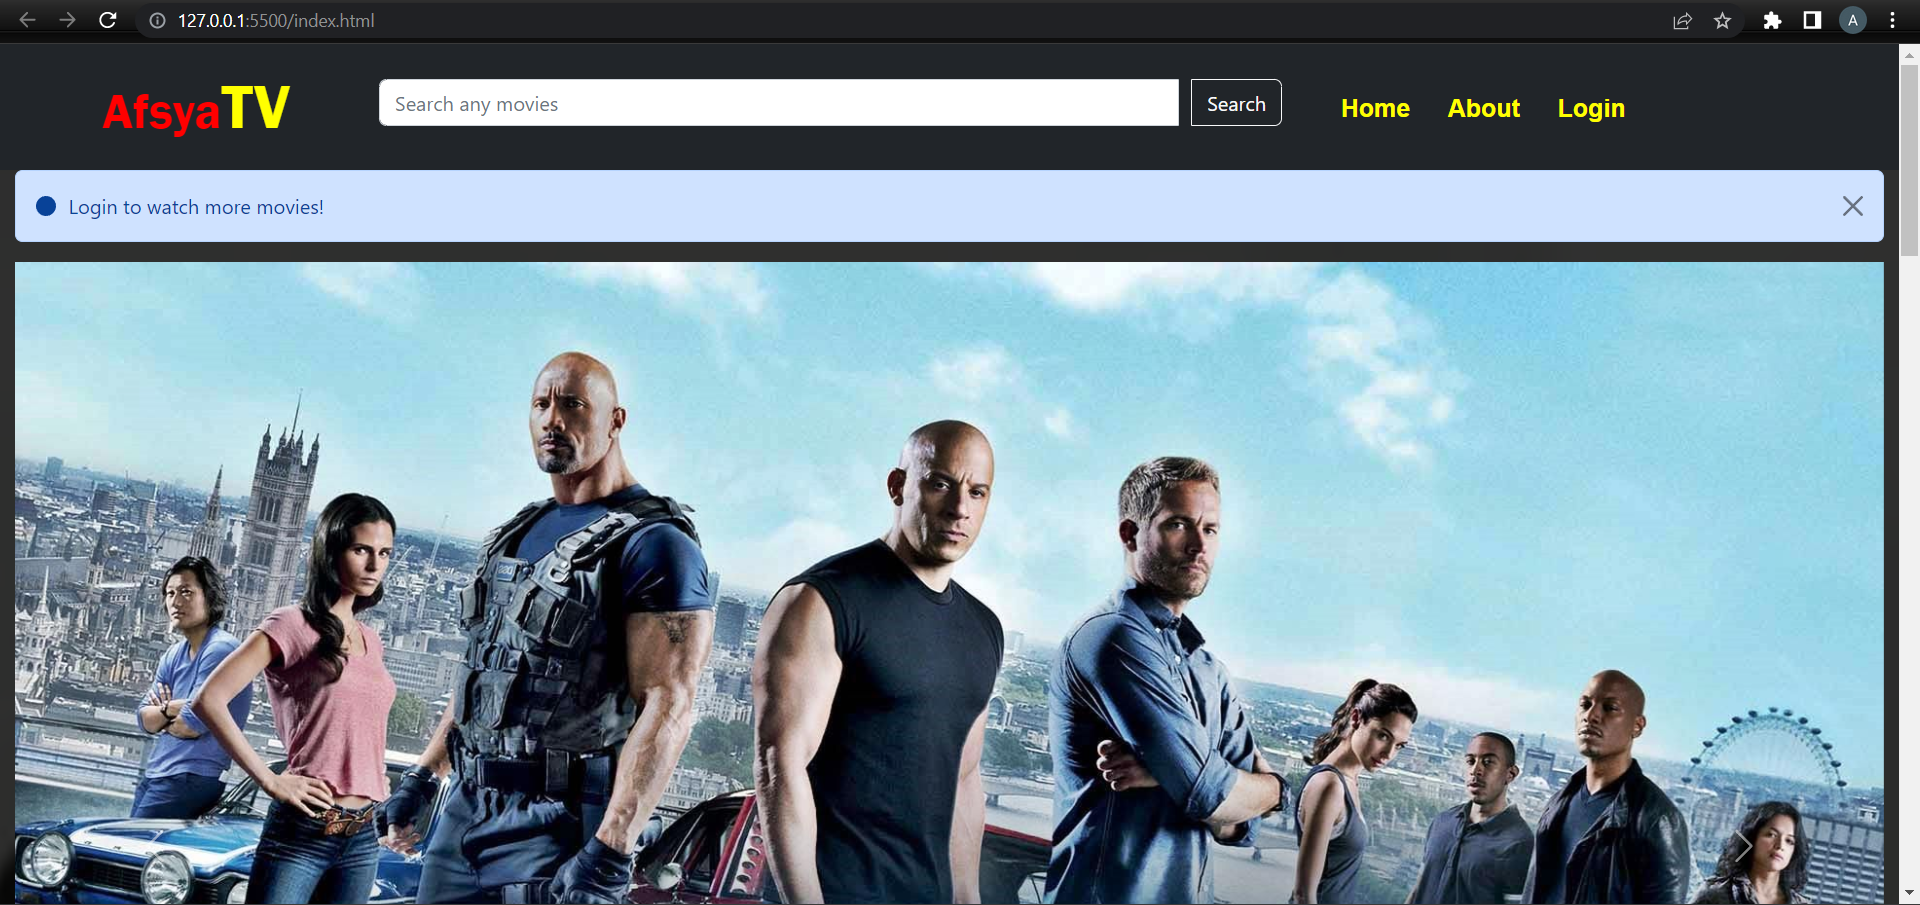 127.0.0.1:5500/index.html
A
AfsyaTV
Search any movies
Search
Home About Login
Login to watch more movies!